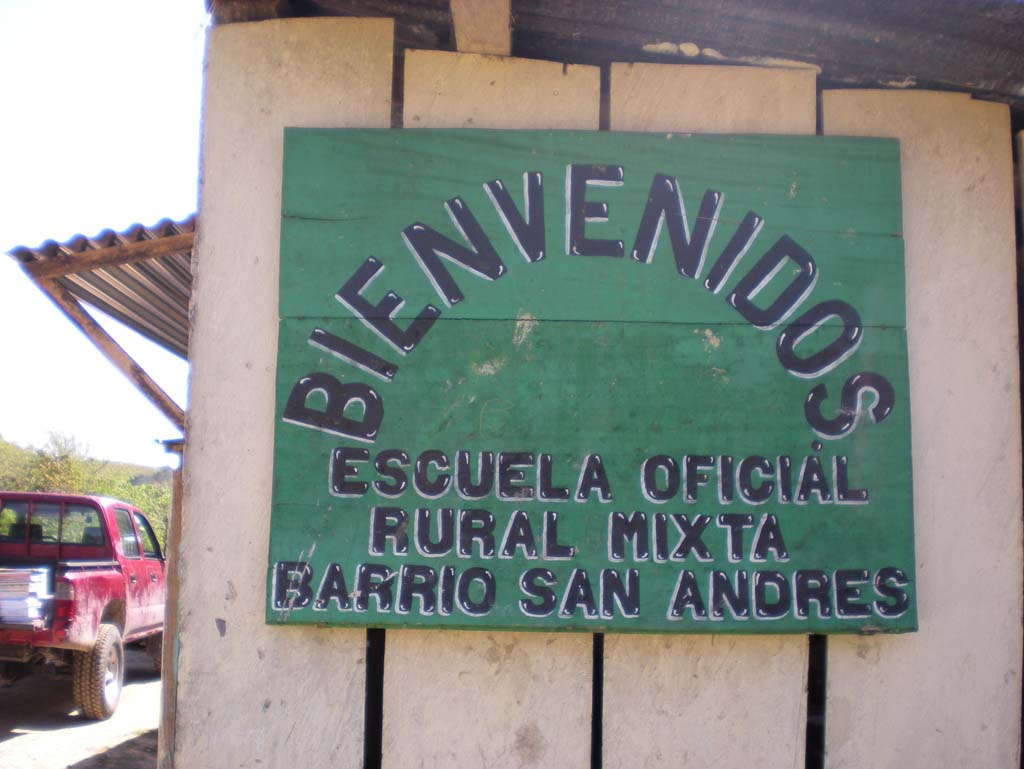 BIENVENIDOS
ESCUELA OFICIAL
RURAL MIXTA
BARRIO SAN ANDRES